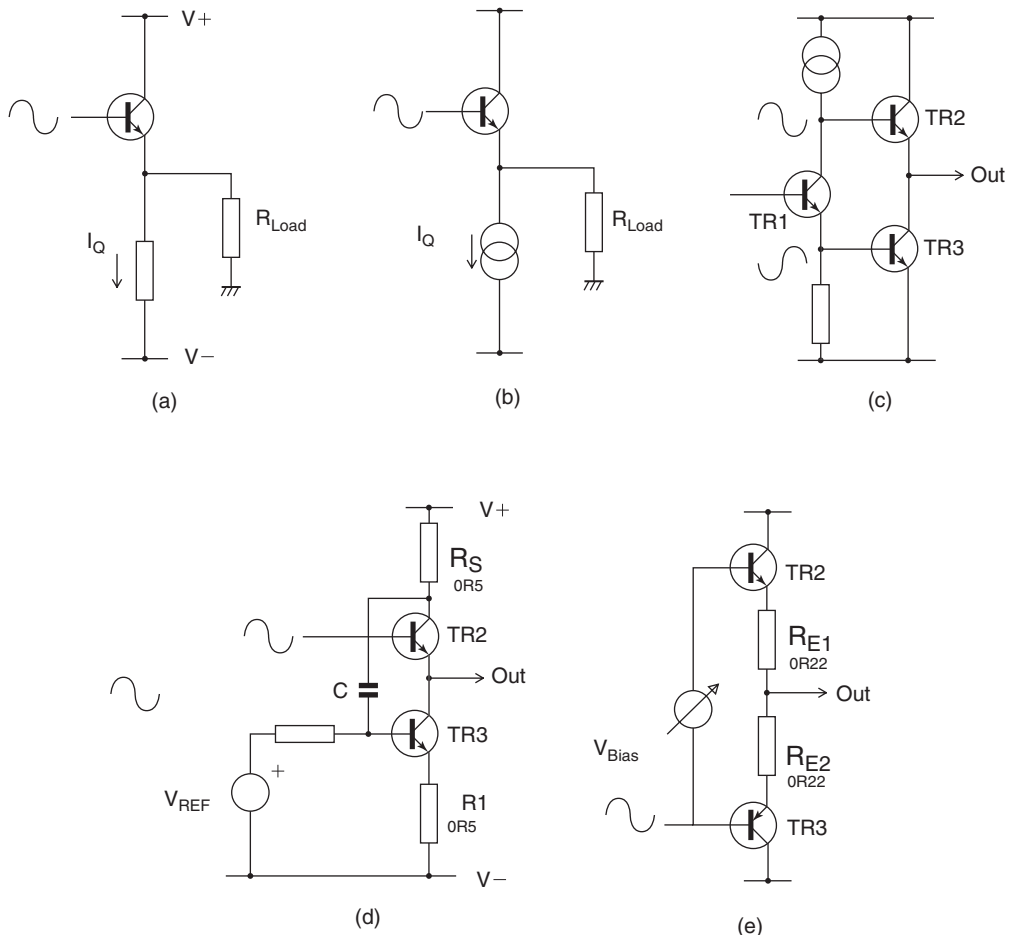 V+
I_Q
R_Load
V−
(a)
I_Q
R_Load
(b)
TR2
Out
TR1
TR3
(c)
V+
R_S
0R5
TR2
Out
C
TR3
+
V_REF
R1
0R5
V−
(d)
TR2
R_E1
0R22
Out
V_Bias
R_E2
0R22
TR3
(e)